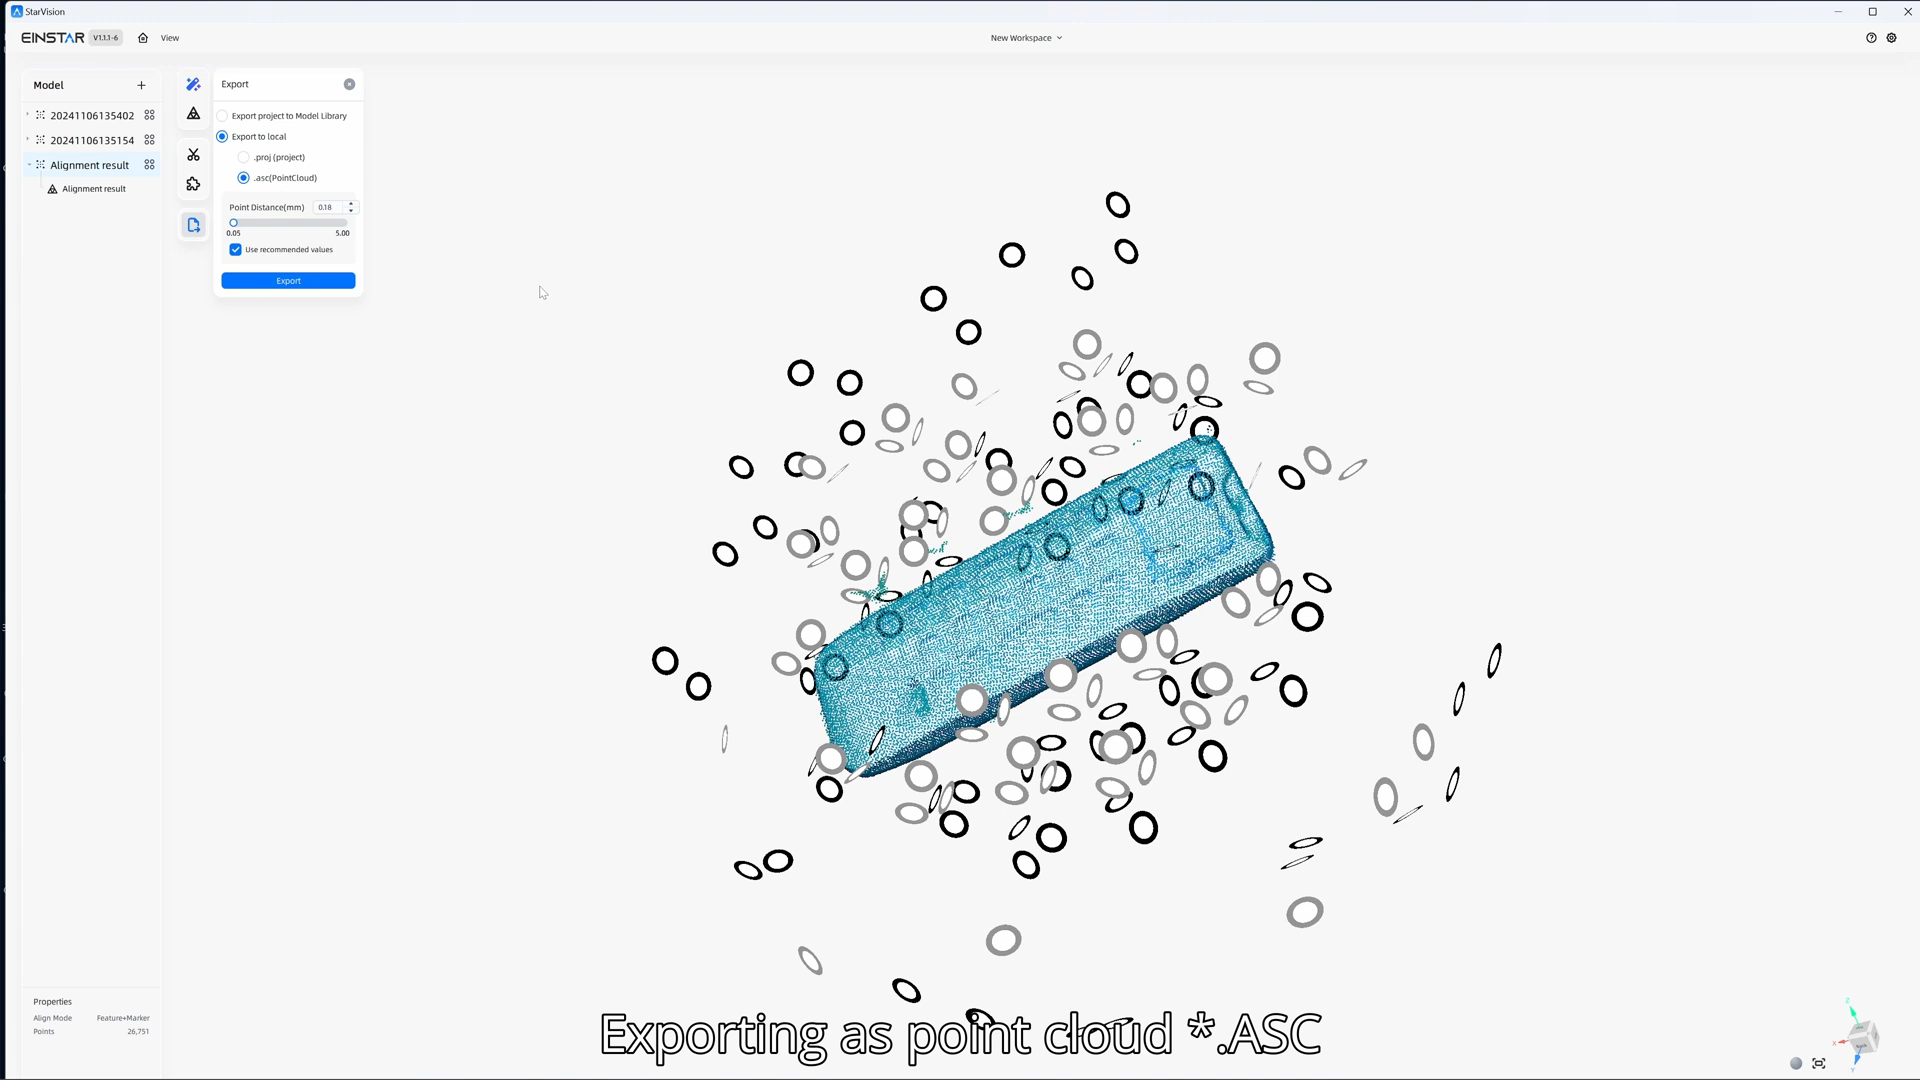 StarVision
EINSTAR V1.1.1-6 View
New Workspace
Model
20241106135402
20241106135154
Alignment result
Alignment result
Export
Export project to Model Library
Export to local
.proj (project)
.asc(PointCloud)
Point Distance(mm) 0.18
0.05 5.00
Use recommended values
Export
Properties
Align Mode Feature+Marker
Points 26,751
Exporting as point cloud *.ASC
Z
X
Y